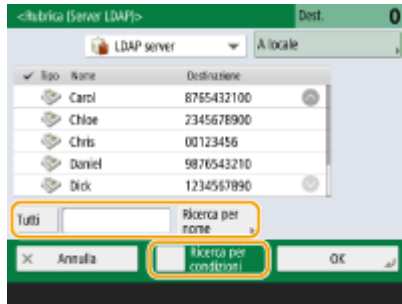 <Rubrica (Server LDAP)> Dest. 0
LDAP server A locale
Tipo Nome Destinazione
Carol 8765432100
Chloe 2345678900
Chris 00123456
Daniel 9876543210
Dick 1234567890
Tutti Ricerca per
nome
Annulla Ricerca per
condizioni OK